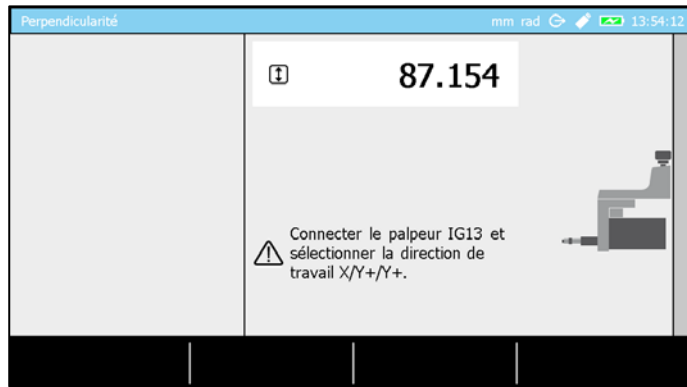 Perpendicularité mm rad 13:54:12
87.154
Connecter le palpeur IG13 et
sélectionner la direction de
travail X/Y+/Y+.